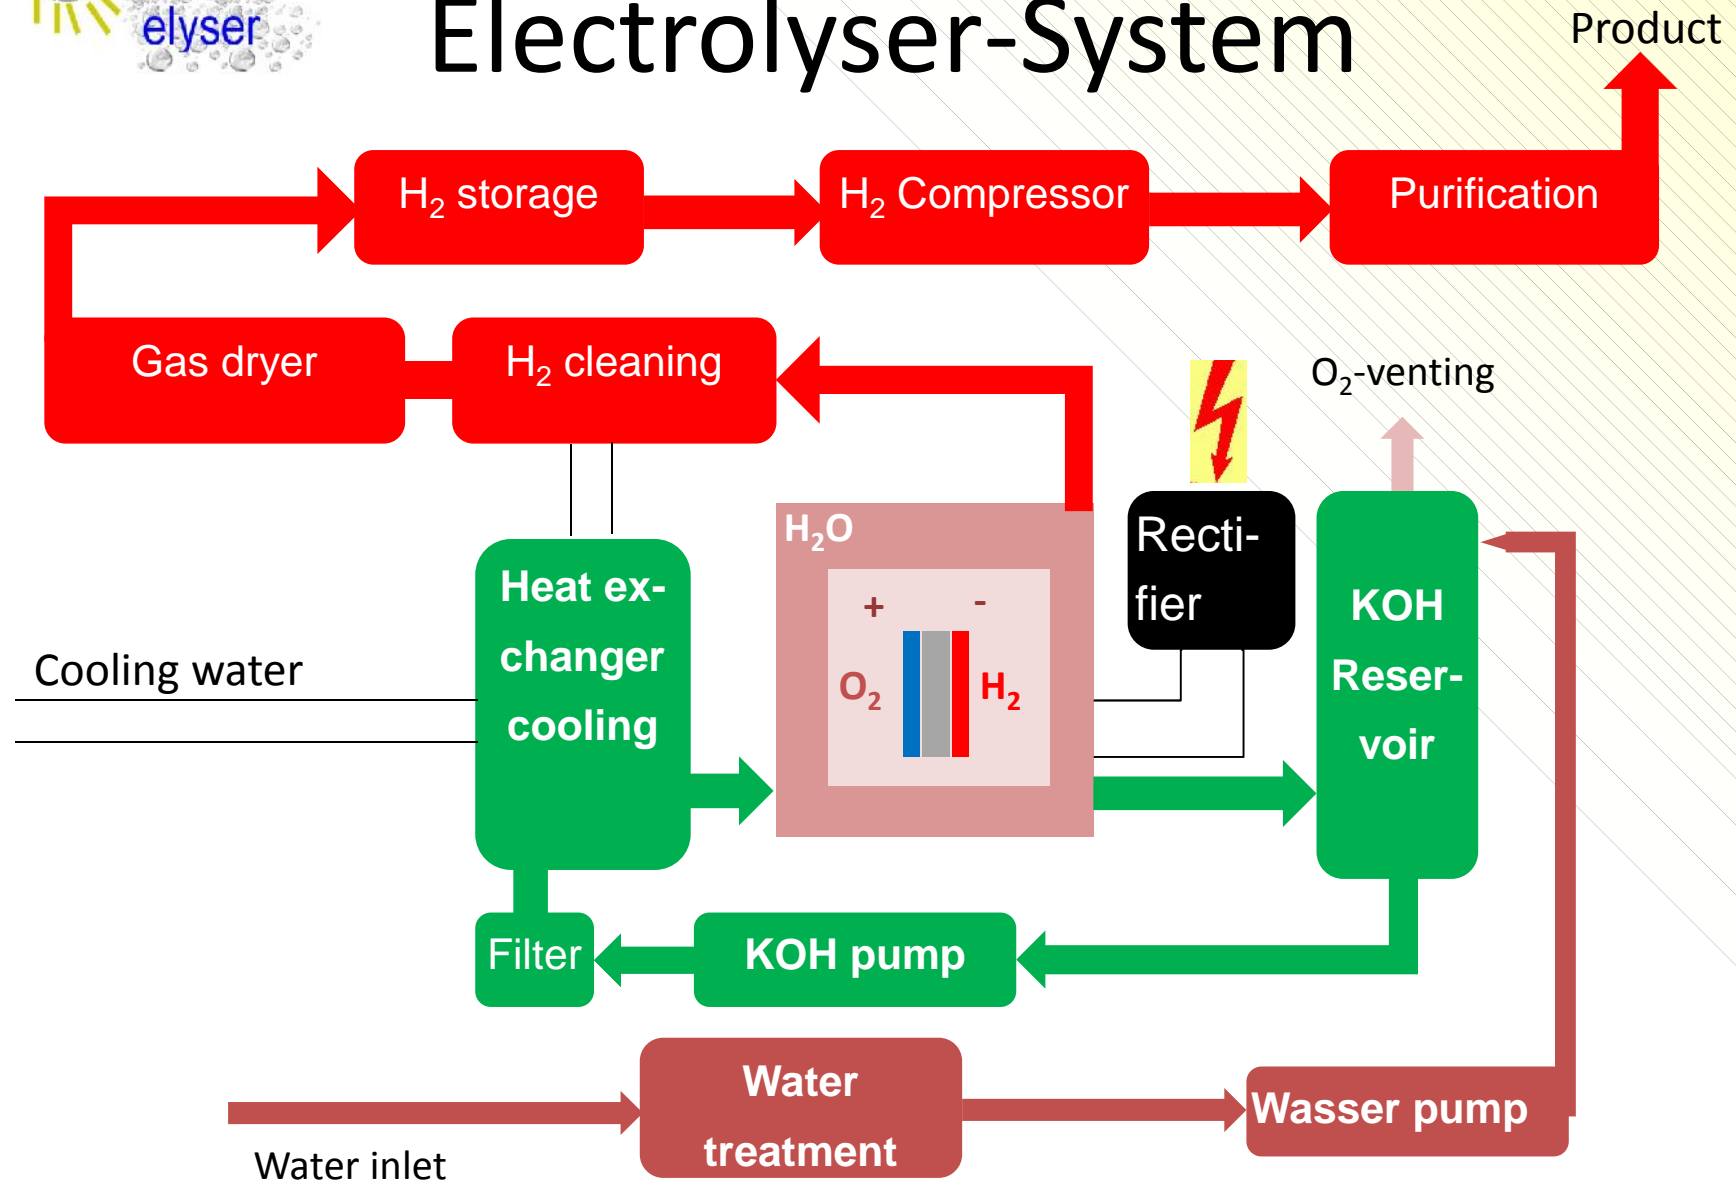 elyser
Electrolyser-System
Product
H₂ storage
H₂ Compressor
Purification
Gas dryer
H₂ cleaning
O₂-venting
H₂O
Recti-
fier
Heat ex-
changer
cooling
+
-
O₂
H₂
KOH
Reser-
voir
Cooling water
Filter
KOH pump
Water
treatment
Wasser pump
Water inlet